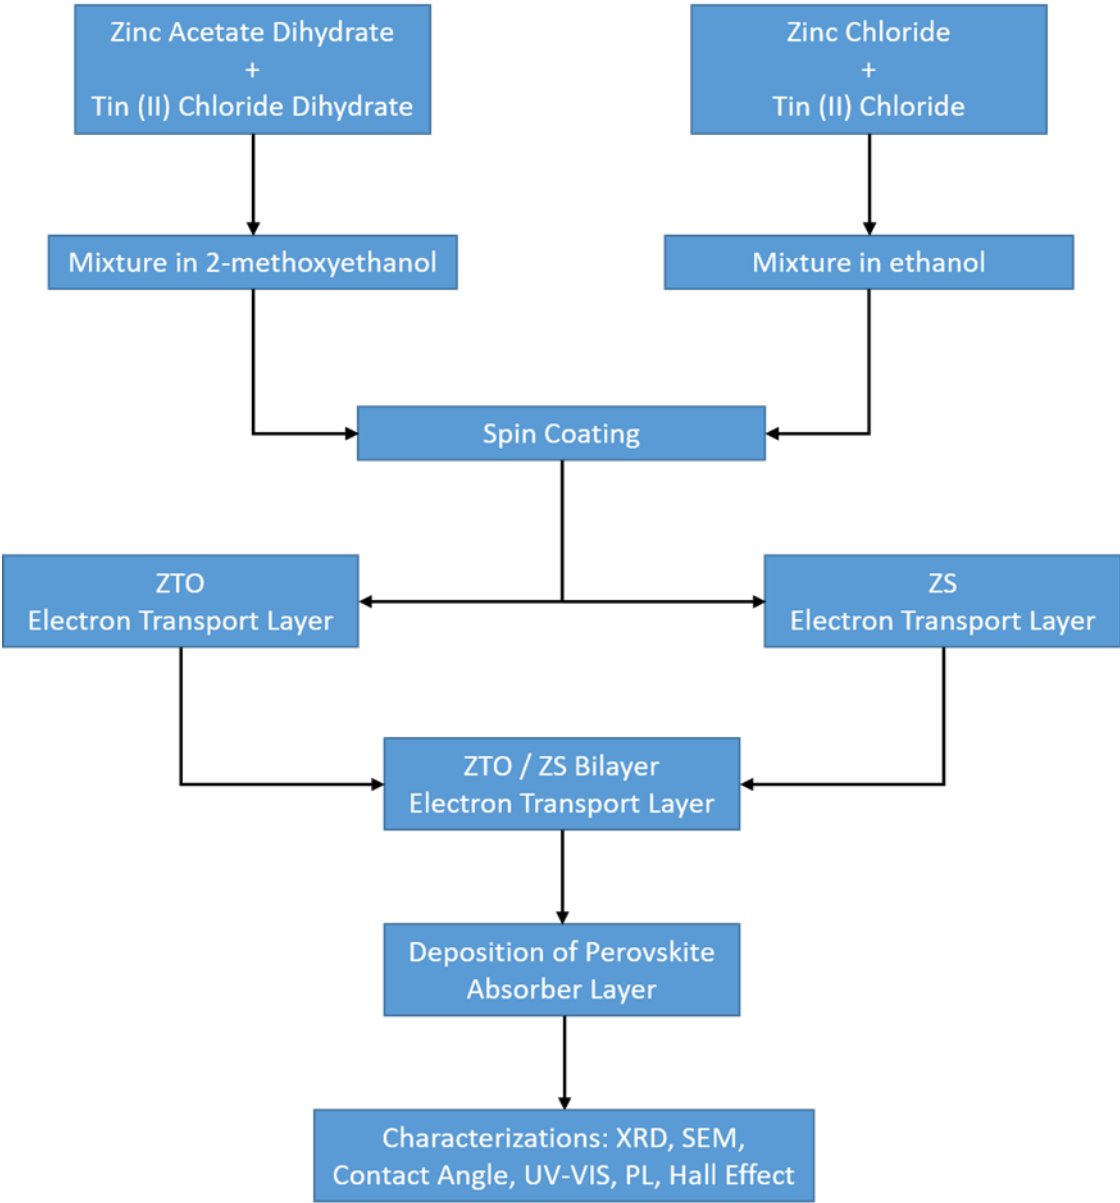 Zinc Acetate Dihydrate
+
Tin (II) Chloride Dihydrate
Zinc Chloride
+
Tin (II) Chloride
Mixture in 2-methoxyethanol
Mixture in ethanol
Spin Coating
ZTO
Electron Transport Layer
ZS
Electron Transport Layer
ZTO / ZS Bilayer
Electron Transport Layer
Deposition of Perovskite
Absorber Layer
Characterizations: XRD, SEM,
Contact Angle, UV-VIS, PL, Hall Effect